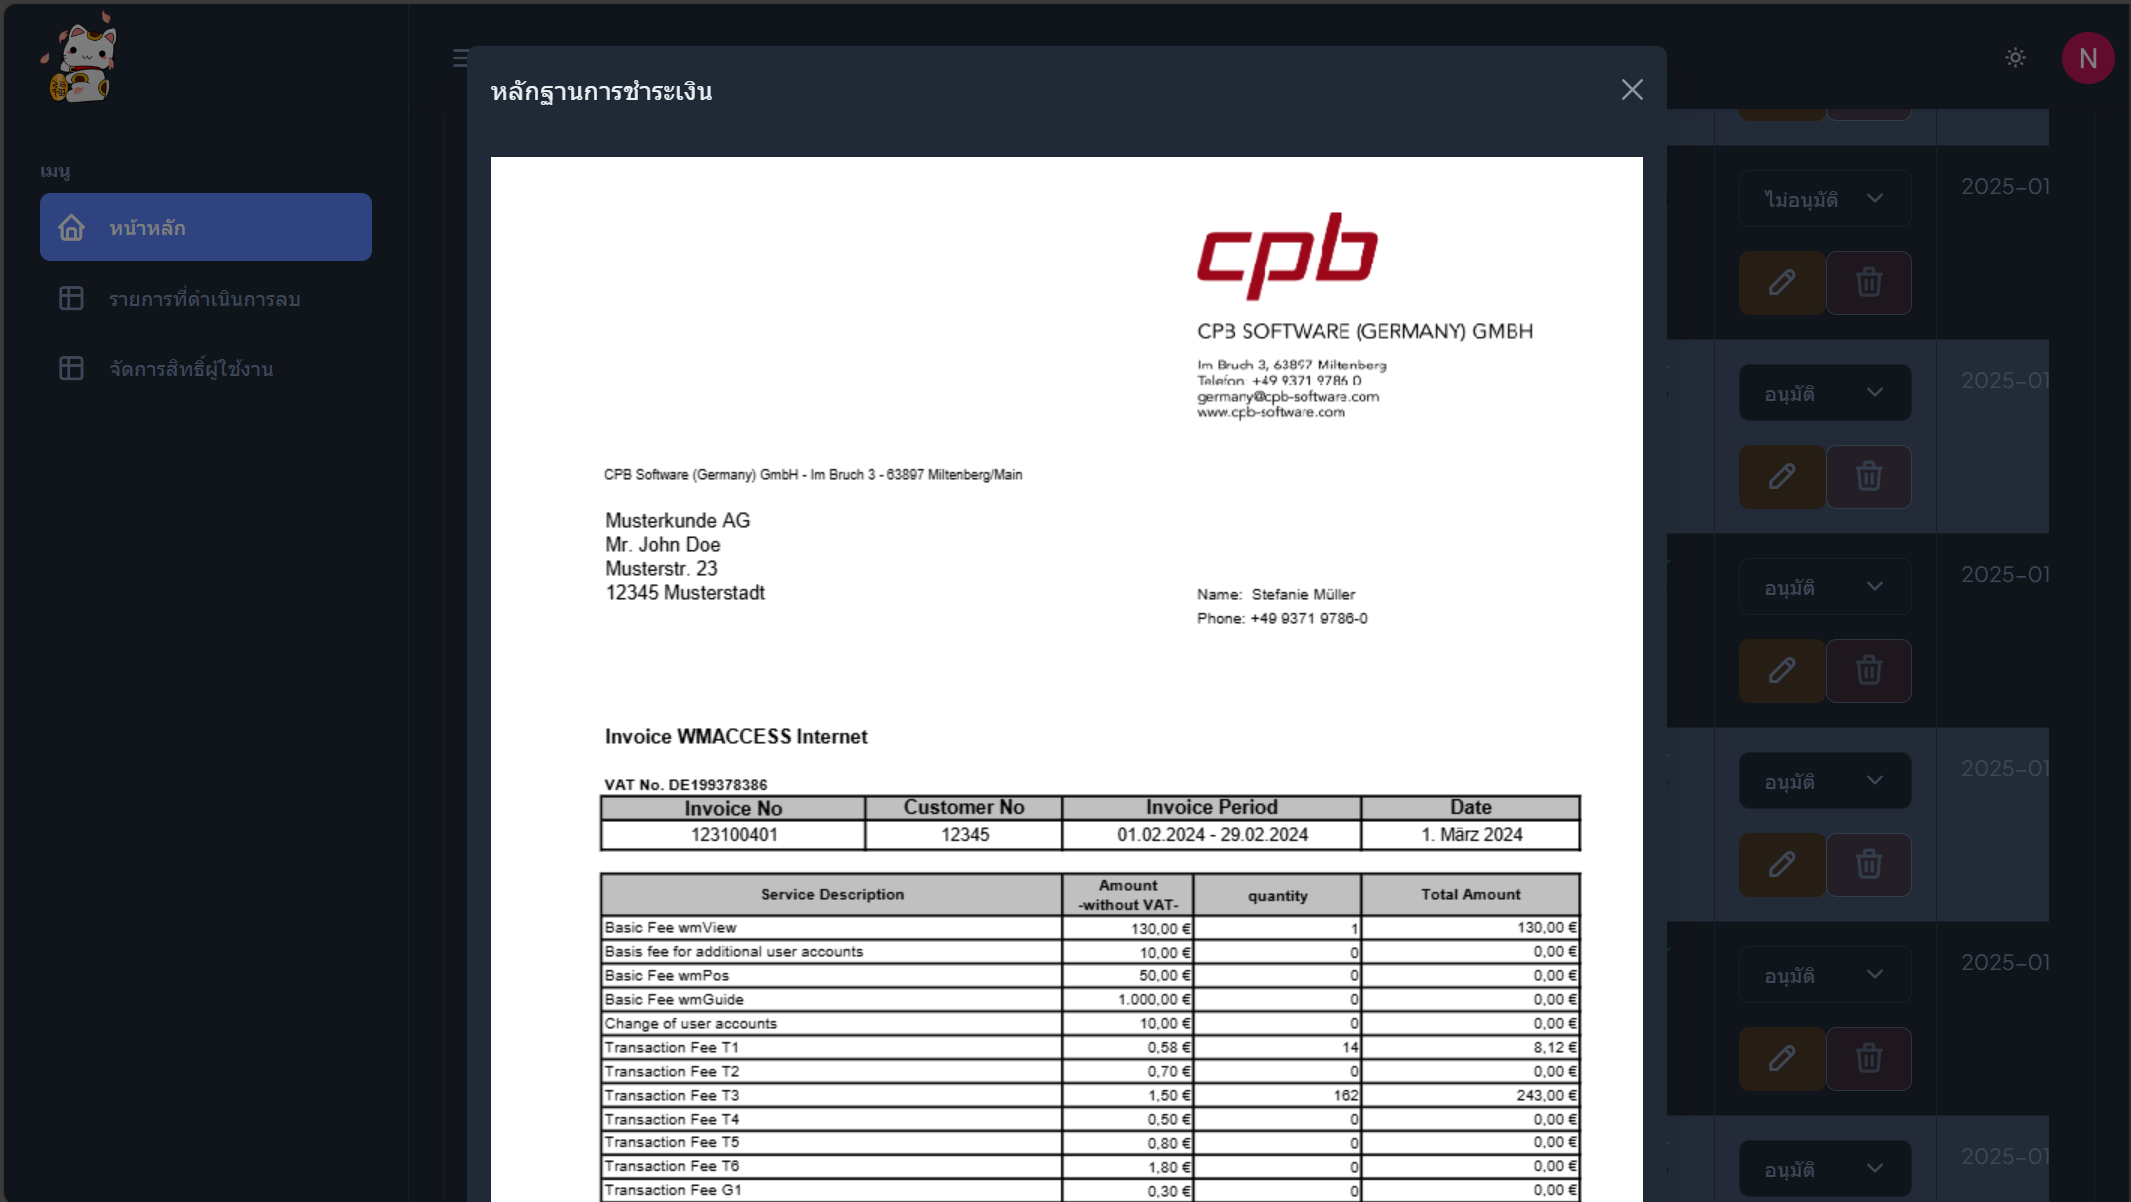 หลักฐานการชำระเงิน
N
เมนู
หน้าหลัก
รายการที่ดำเนินการลบ
จัดการสิทธิ์ผู้ใช้งาน
cpb
CPB SOFTWARE (GERMANY) GMBH
Im Bruch 3, 63897 Miltenberg
Telefon: +49 9371 9786 0
germany@cpb-software.com
www.cpb-software.com
CPB Software (Germany) GmbH - Im Bruch 3 - 63897 Miltenberg/Main
Musterkunde AG
Mr. John Doe
Musterstr. 23
12345 Musterstadt
Name: Stefanie Müller
Phone: +49 9371 9786-0
Invoice WMACCESS Internet
VAT No. DE199378386
Invoice No Customer No Invoice Period Date
123100401 12345 01.02.2024 - 29.02.2024 1. März 2024
Service Description Amount -without VAT- quantity Total Amount
Basic Fee wmView 130,00 € 1 130,00 €
Basis fee for additional user accounts 10,00 € 0 0,00 €
Basic Fee wmPos 50,00 € 0 0,00 €
Basic Fee wmGuide 1.000,00 € 0 0,00 €
Change of user accounts 10,00 € 0 0,00 €
Transaction Fee T1 0,58 € 14 8,12 €
Transaction Fee T2 0,70 € 0 0,00 €
Transaction Fee T3 1,50 € 162 243,00 €
Transaction Fee T4 0,50 € 0 0,00 €
Transaction Fee T5 0,80 € 0 0,00 €
Transaction Fee T6 1,80 € 0 0,00 €
Transaction Fee G1 0,30 € 0 0,00 €
ไม่อนุมัติ 2025-01
อนุมัติ 2025-01
อนุมัติ 2025-01
อนุมัติ 2025-01
อนุมัติ 2025-01
อนุมัติ 2025-01